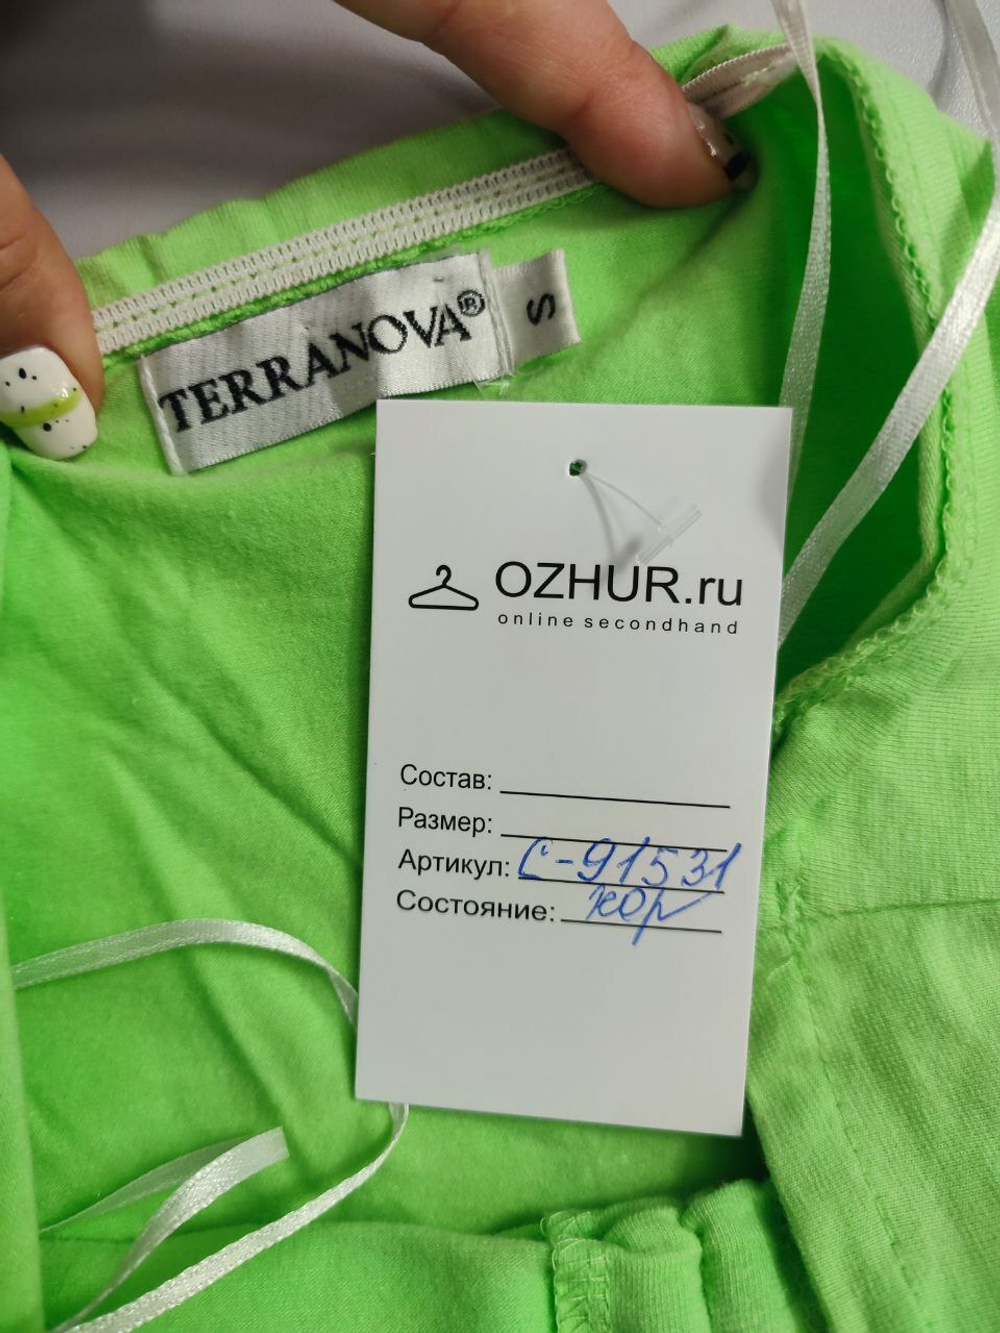 TERRANOVA®
S
OZHUR.ru
online secondhand
Состав:
Размер:
Артикул: С-91531
Состояние: хор